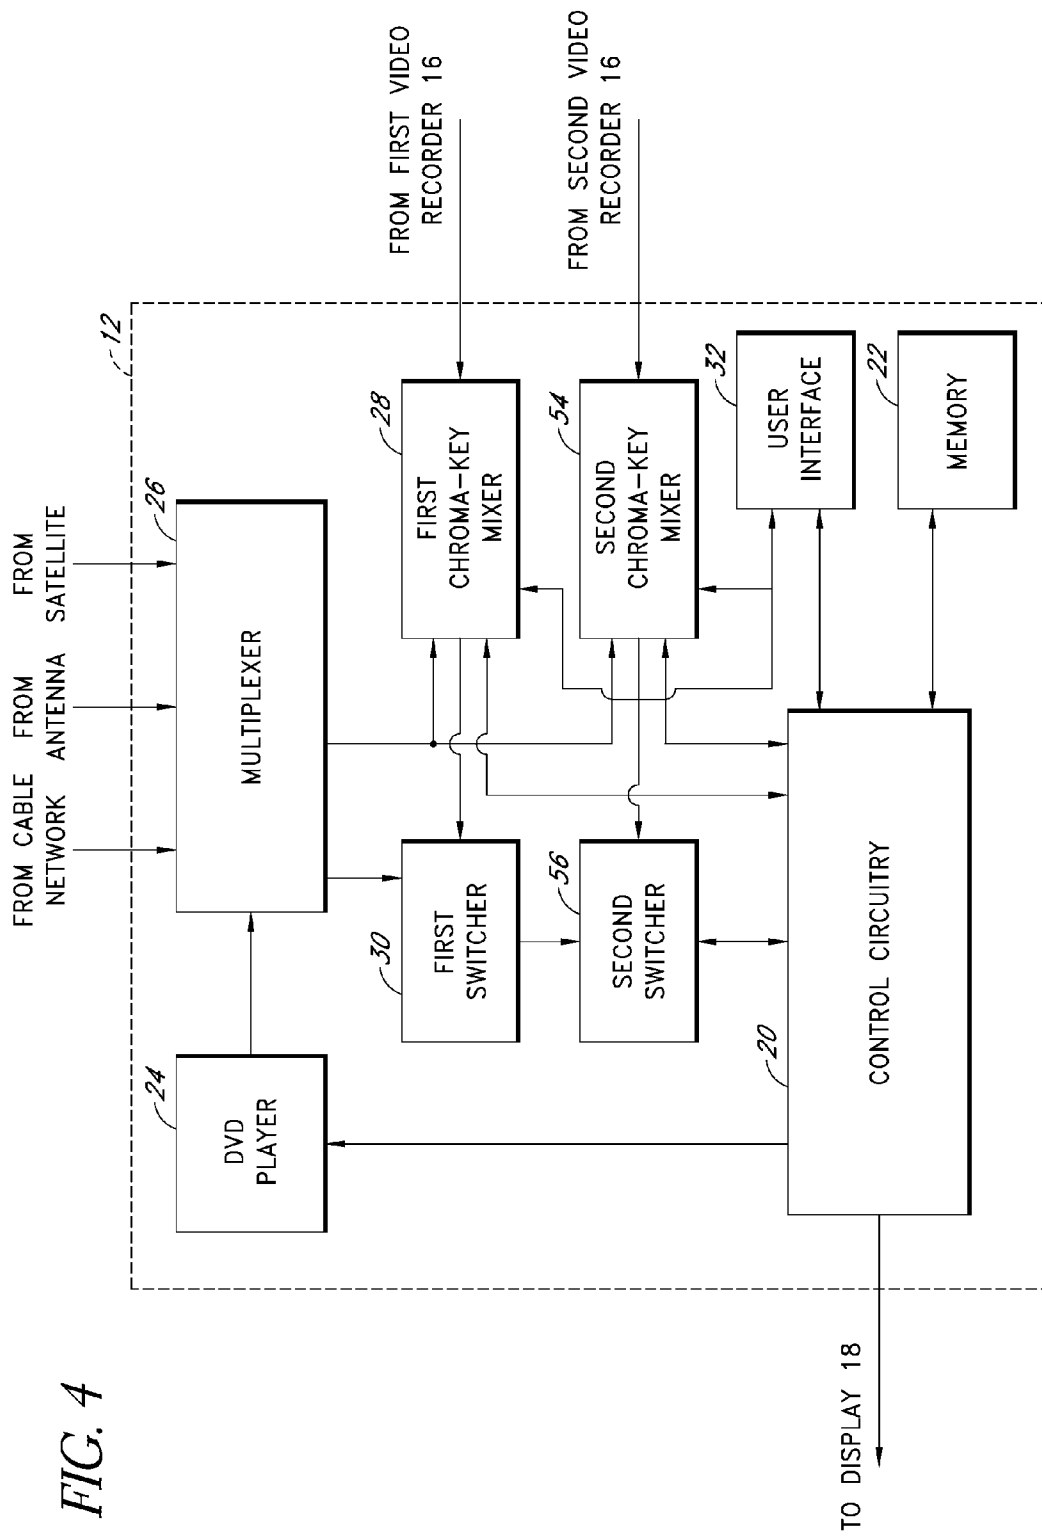 FIG. 4
FROM CABLE
NETWORK
FROM
ANTENNA
FROM
SATELLITE
12
24
DVD
PLAYER
26
MULTIPLEXER
FROM FIRST VIDEO
RECORDER 16
30
FIRST
SWITCHER
28
FIRST
CHROMA-KEY
MIXER
FROM SECOND VIDEO
RECORDER 16
56
SECOND
SWITCHER
54
SECOND
CHROMA-KEY
MIXER
32
USER
INTERFACE
20
CONTROL CIRCUITRY
22
MEMORY
TO DISPLAY 18